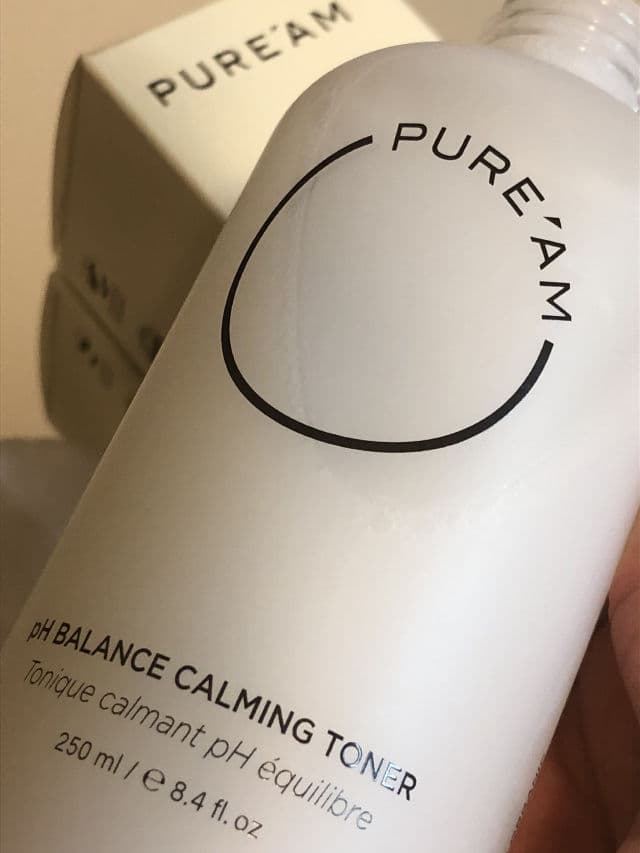 PURE´AM
PURE´AM
pH BALANCE CALMING TONER
Tonique calmant pH équilibre
250 ml / ℮ 8.4 fl. oz